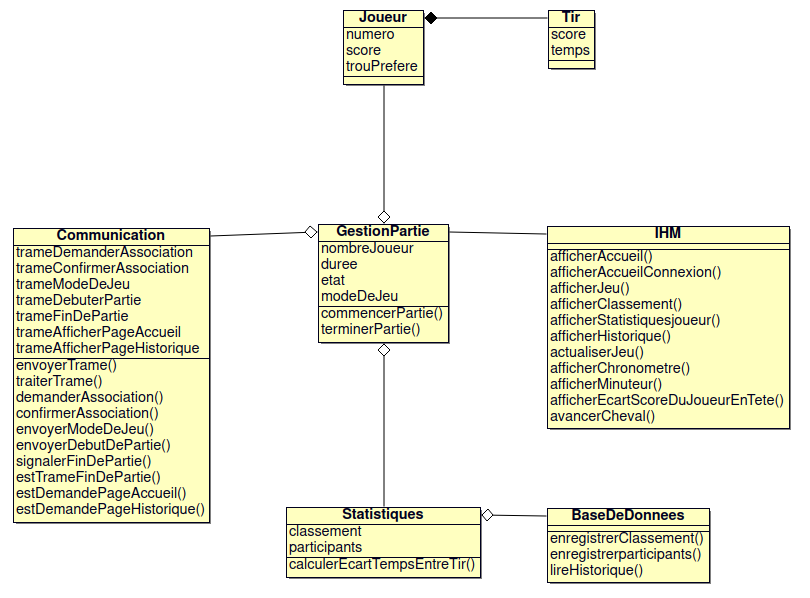 Joueur
numero
score
trouPrefere
Tir
score
temps
Communication
trameDemanderAssociation
trameConfirmerAssociation
trameModeDeJeu
trameDebuterPartie
trameFinDePartie
trameAfficherPageAccueil
trameAfficherPageHistorique
envoyerTrame()
traiterTrame()
demanderAssociation()
confirmerAssociation()
envoyerModeDeJeu()
envoyerDebutDePartie()
signalerFinDePartie()
estTrameFinDePartie()
estDemandePageAccueil()
estDemandePageHistorique()
GestionPartie
nombreJoueur
duree
etat
modeDeJeu
commencerPartie()
terminerPartie()
IHM
afficherAccueil()
afficherAccueilConnexion()
afficherJeu()
afficherClassement()
afficherStatistiquesjoueur()
afficherHistorique()
actualiserJeu()
afficherChronometre()
afficherMinuteur()
afficherEcartScoreDuJoueurEnTete()
avancerCheval()
Statistiques
classement
participants
calculerEcartTempsEntreTir()
BaseDeDonnees
enregistrerClassement()
enregistrerparticipants()
lireHistorique()